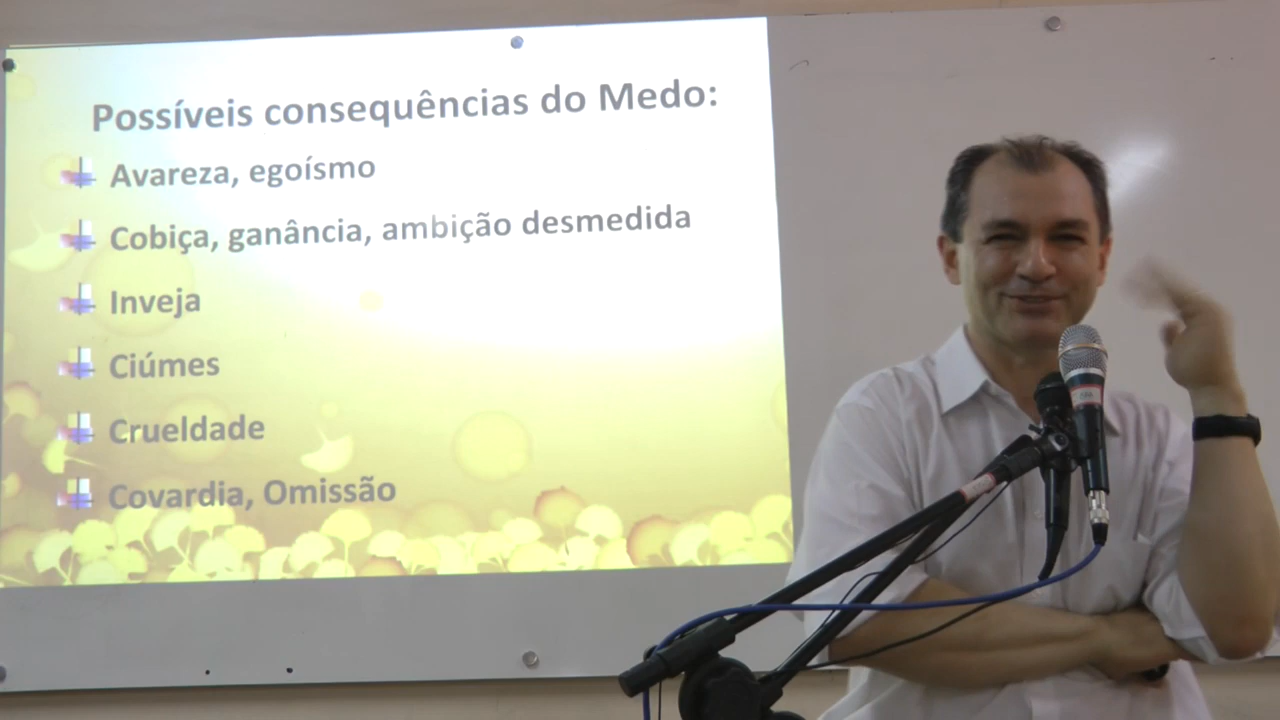 Possíveis consequências do Medo:
Avareza, egoísmo
Cobiça, ganância, ambição desmedida
Inveja
Ciúmes
Crueldade
Covardia, Omissão